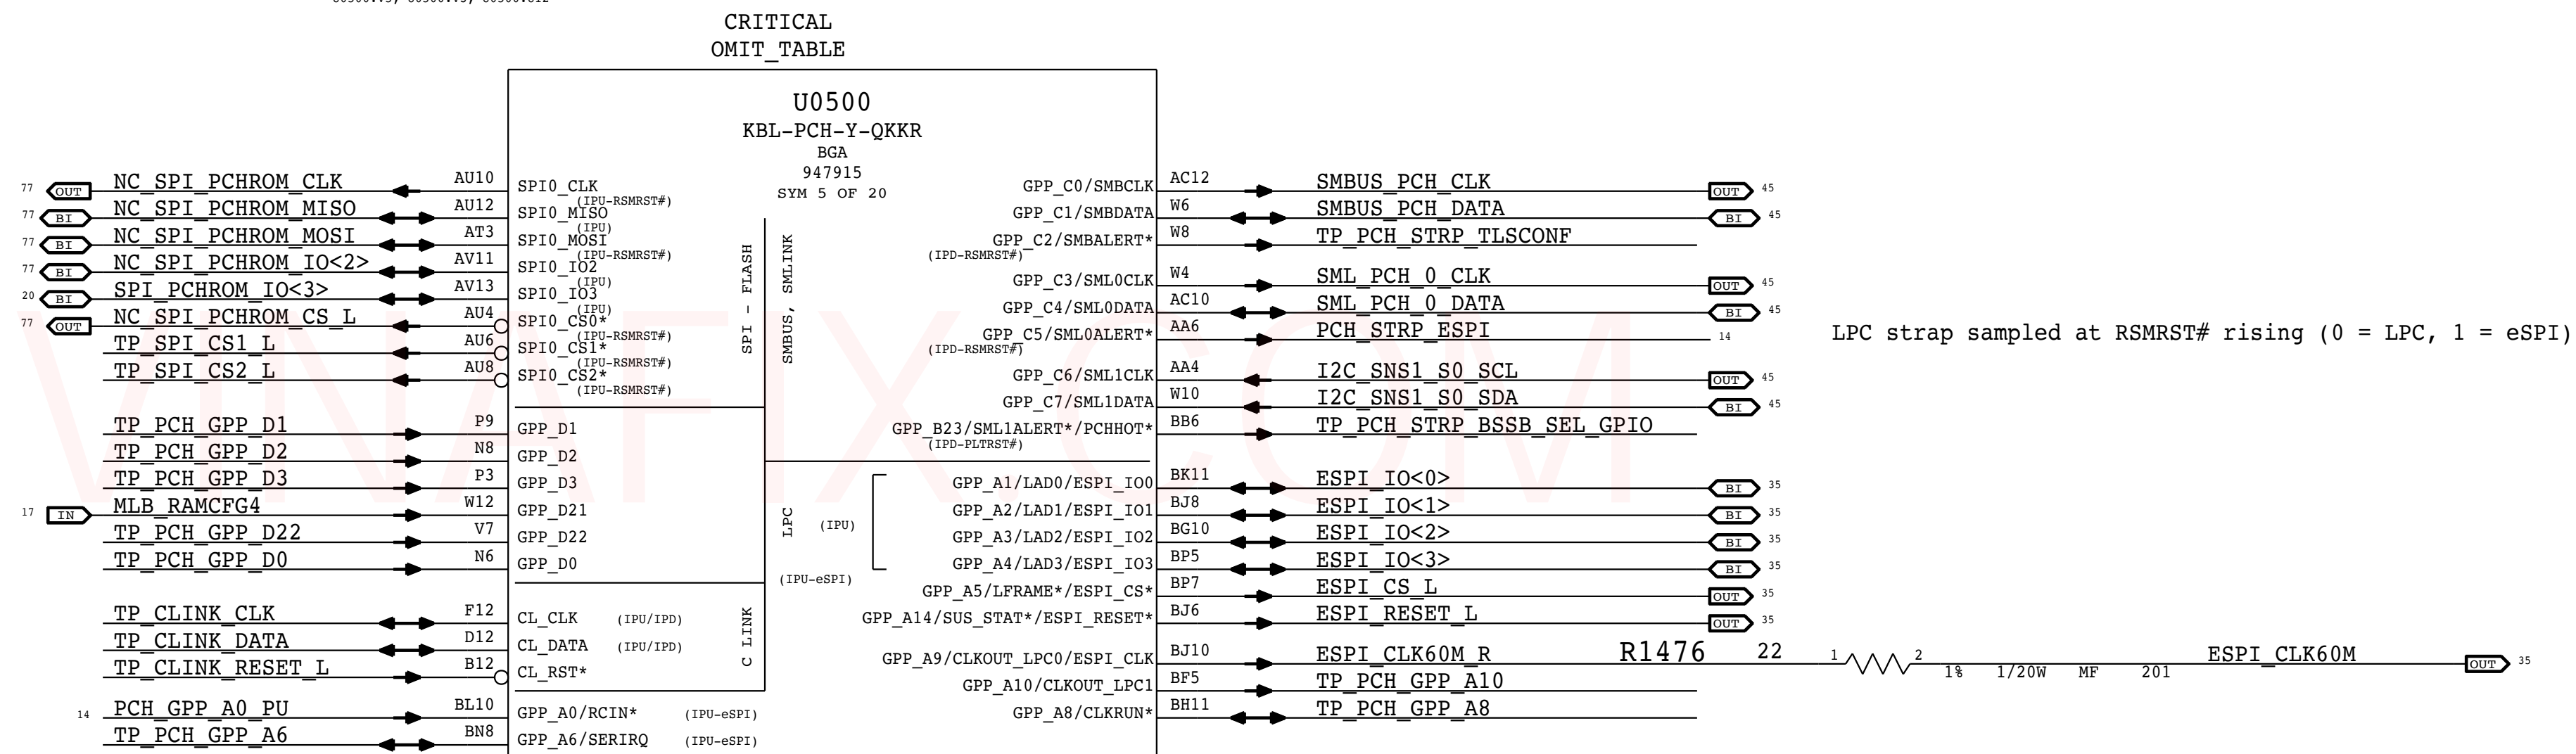 CRITICAL
OMIT_TABLE
U0500
KBL-PCH-Y-QKKR
BGA
947915
SYM 5 OF 20
77 OUT NC_SPI_PCHROM_CLK AU10 SPI0_CLK
(IPU-RSMRST#)
77 BI NC_SPI_PCHROM_MISO AU12 SPI0_MISO
(IPU)
77 BI NC_SPI_PCHROM_MOSI AT3 SPI0_MOSI
(IPU-RSMRST#)
77 BI NC_SPI_PCHROM_IO<2> AV11 SPI0_IO2
(IPU)
20 BI SPI_PCHROM_IO<3> AV13 SPI0_IO3
(IPU)
77 OUT NC_SPI_PCHROM_CS_L AU4 SPI0_CS0*
(IPU-RSMRST#)
TP_SPI_CS1_L AU6 SPI0_CS1*
(IPU-RSMRST#)
TP_SPI_CS2_L AU8 SPI0_CS2*
(IPU-RSMRST#)
SPI - FLASH
SMBUS, SMLINK
TP_PCH_GPP_D1 P9 GPP_D1
TP_PCH_GPP_D2 N8 GPP_D2
TP_PCH_GPP_D3 P3 GPP_D3
17 IN MLB_RAMCFG4 W12 GPP_D21
TP_PCH_GPP_D22 V7 GPP_D22
TP_PCH_GPP_D0 N6 GPP_D0
TP_CLINK_CLK F12 CL_CLK (IPU/IPD)
TP_CLINK_DATA D12 CL_DATA (IPU/IPD)
TP_CLINK_RESET_L B12 CL_RST*
C LINK
14 PCH_GPP_A0_PU BL10 GPP_A0/RCIN* (IPU-eSPI)
TP_PCH_GPP_A6 BN8 GPP_A6/SERIRQ (IPU-eSPI)
GPP_C0/SMBCLK AC12 SMBUS_PCH_CLK OUT 45
GPP_C1/SMBDATA W6 SMBUS_PCH_DATA BI 45
GPP_C2/SMBALERT* W8 TP_PCH_STRP_TLSCONF
(IPD-RSMRST#)
GPP_C3/SML0CLK W4 SML_PCH_0_CLK OUT 45
GPP_C4/SML0DATA AC10 SML_PCH_0_DATA BI 45
GPP_C5/SML0ALERT* AA6 PCH_STRP_ESPI 14
(IPD-RSMRST#)
LPC strap sampled at RSMRST# rising (0 = LPC, 1 = eSPI)
GPP_C6/SML1CLK AA4 I2C_SNS1_S0_SCL OUT 45
GPP_C7/SML1DATA W10 I2C_SNS1_S0_SDA BI 45
GPP_B23/SML1ALERT*/PCHHOT* BB6 TP_PCH_STRP_BSSB_SEL_GPIO
(IPD-PLTRST#)
LPC
(IPU)
GPP_A1/LAD0/ESPI_IO0 BK11 ESPI_IO<0> BI 35
GPP_A2/LAD1/ESPI_IO1 BJ8 ESPI_IO<1> BI 35
GPP_A3/LAD2/ESPI_IO2 BG10 ESPI_IO<2> BI 35
GPP_A4/LAD3/ESPI_IO3 BP5 ESPI_IO<3> BI 35
(IPU-eSPI)
GPP_A5/LFRAME*/ESPI_CS* BP7 ESPI_CS_L OUT 35
GPP_A14/SUS_STAT*/ESPI_RESET* BJ6 ESPI_RESET_L OUT 35
GPP_A9/CLKOUT_LPC0/ESPI_CLK BJ10 ESPI_CLK60M_R R1476 22 1 2 ESPI_CLK60M OUT 35
1% 1/20W MF 201
GPP_A10/CLKOUT_LPC1 BF5 TP_PCH_GPP_A10
GPP_A8/CLKRUN* BH11 TP_PCH_GPP_A8
VINAFIX.COM